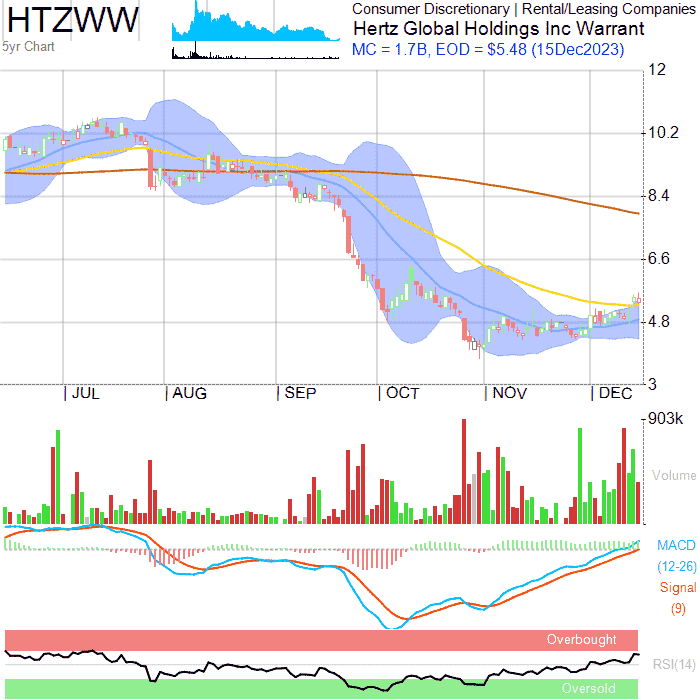 HTZWW
5yr Chart
Consumer Discretionary | Rental/Leasing Companies
Hertz Global Holdings Inc Warrant
MC = 1.7B, EOD = $5.48 (15Dec2023)
12
10.2
8.4
6.6
4.8
3
JUL AUG SEP OCT NOV DEC
903k
Volume
MACD
(12-26)
Signal
(9)
Overbought
RSI(14)
Oversold